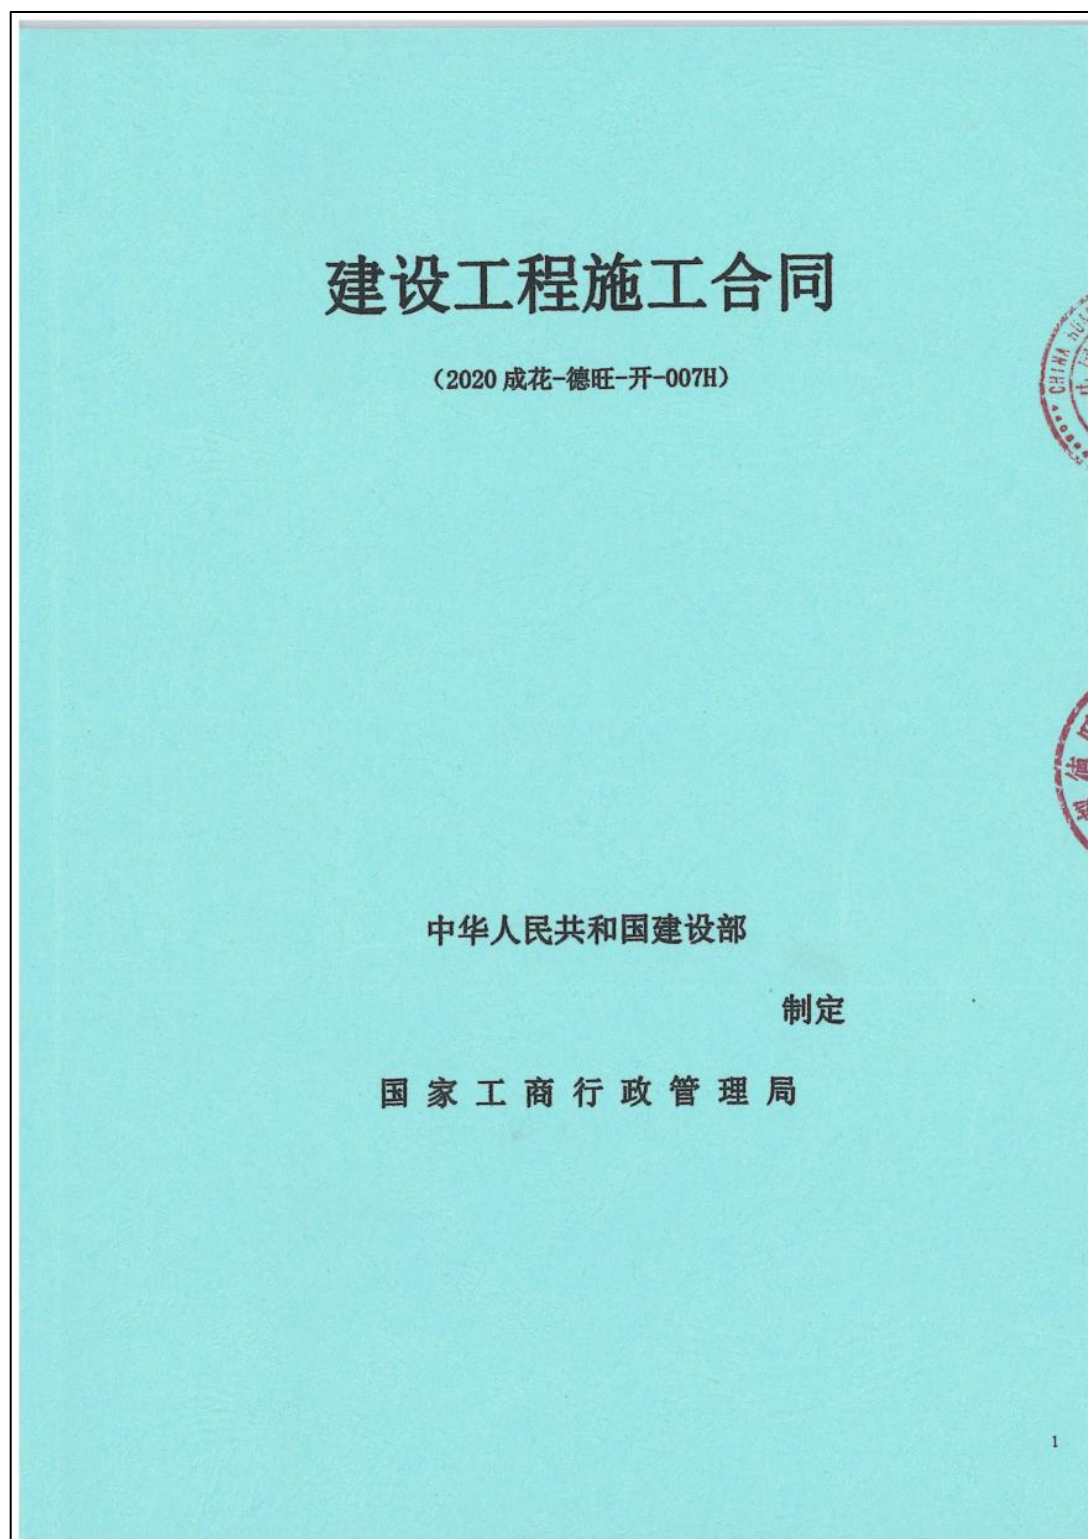 建设工程施工合同
（2020成花-德旺-开-007H）
CHINA
德
中华人民共和国建设部
制定
国家工商行政管理局
1